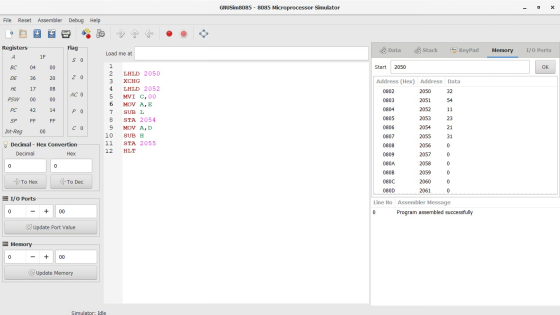 GNUSim8085 - 8085 Microprocessor Simulator
File Reset Assembler Debug Help
Registers
A 1F
BC 04 00
DE 36 20
HL 17 08
PSW 00 00
PC 42 14
SP FF FF
Int-Reg 00
Flag
S 0
Z 0
AC 0
P 0
C 0
Decimal - Hex Convertion
Decimal Hex
0 0
To Hex To Dec
I/O Ports
0 - + 00
Update Port Value
Memory
0 - + 00
Update Memory
Load me at
1
2 LHLD 2050
3 XCHG
4 LHLD 2052
5 MVI C,00
6 MOV A,E
7 SUB L
8 STA 2054
9 MOV A,D
10 SUB H
11 STA 2055
12 HLT
Data Stack KeyPad Memory I/O Ports
Start 2050 OK
Address (Hex) Address Data
0802 2050 32
0803 2051 54
0804 2052 11
0805 2053 23
0806 2054 21
0807 2055 31
0808 2056 0
0809 2057 0
080A 2058 0
080B 2059 0
080C 2060 0
080D 2061 0
Line No Assembler Message
0 Program assembled successfully
Simulator: Idle